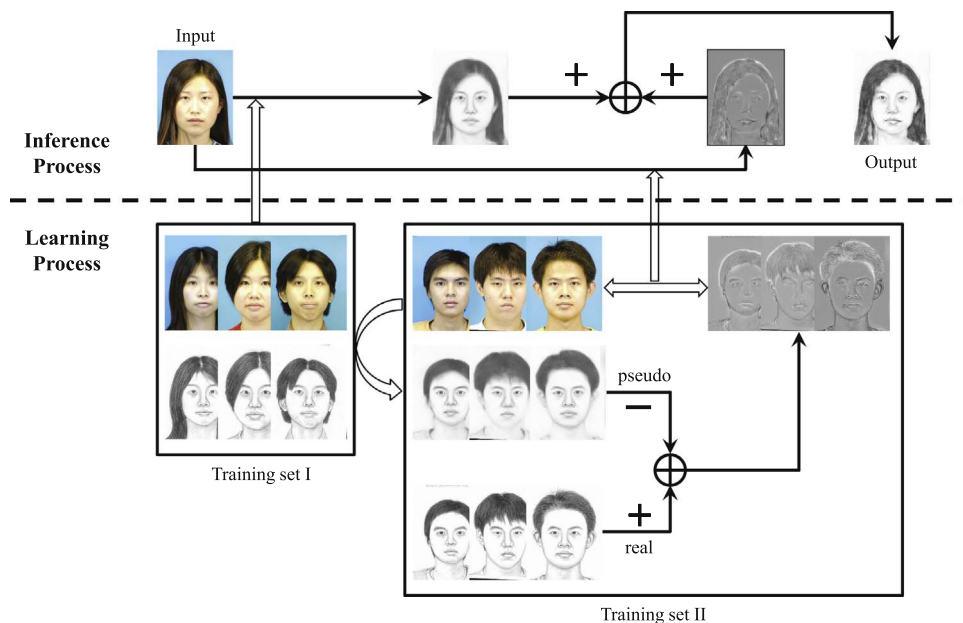 Input
+
+
Inference
Process
Output
Learning
Process
pseudo
−
+
real
Training set I
Training set II